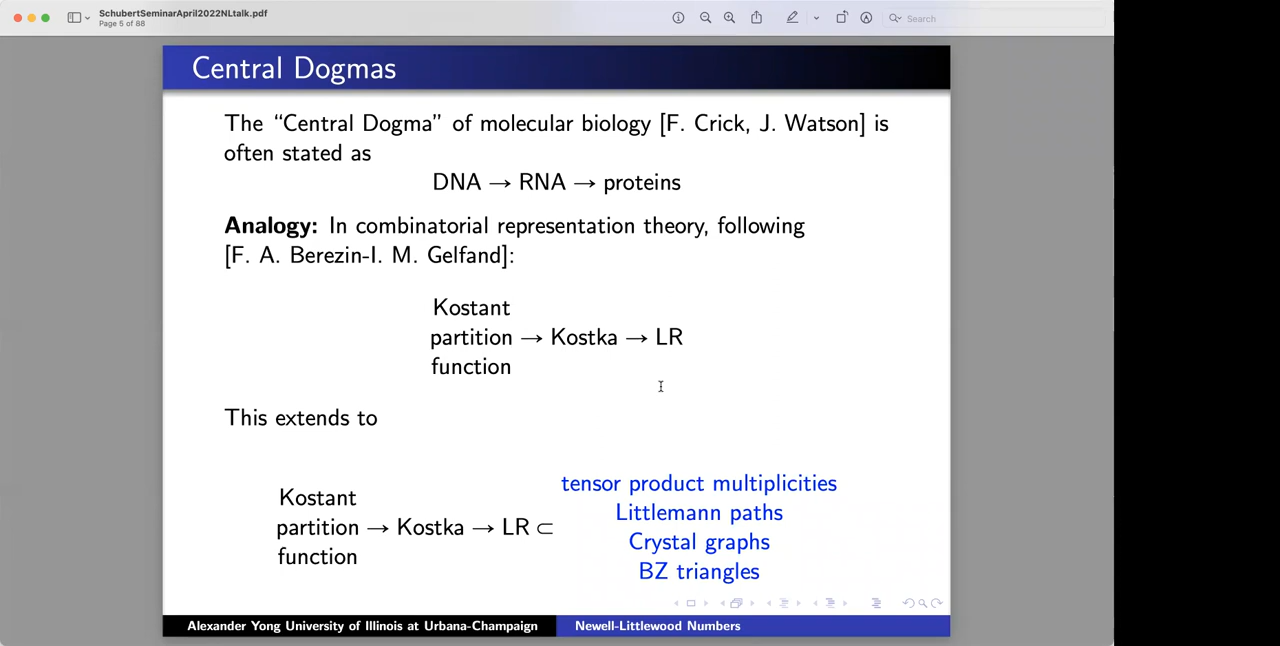 SchubertSeminarApril2022NLtalk.pdf
Page 5 of 88
Search
Central Dogmas
The “Central Dogma” of molecular biology [F. Crick, J. Watson] is
often stated as
DNA → RNA → proteins
Analogy: In combinatorial representation theory, following
[F. A. Berezin-I. M. Gelfand]:
Kostant
partition → Kostka → LR
function
This extends to
Kostant
partition → Kostka → LR ⊂
function
tensor product multiplicities
Littlemann paths
Crystal graphs
BZ triangles
Alexander Yong University of Illinois at Urbana-Champaign
Newell-Littlewood Numbers